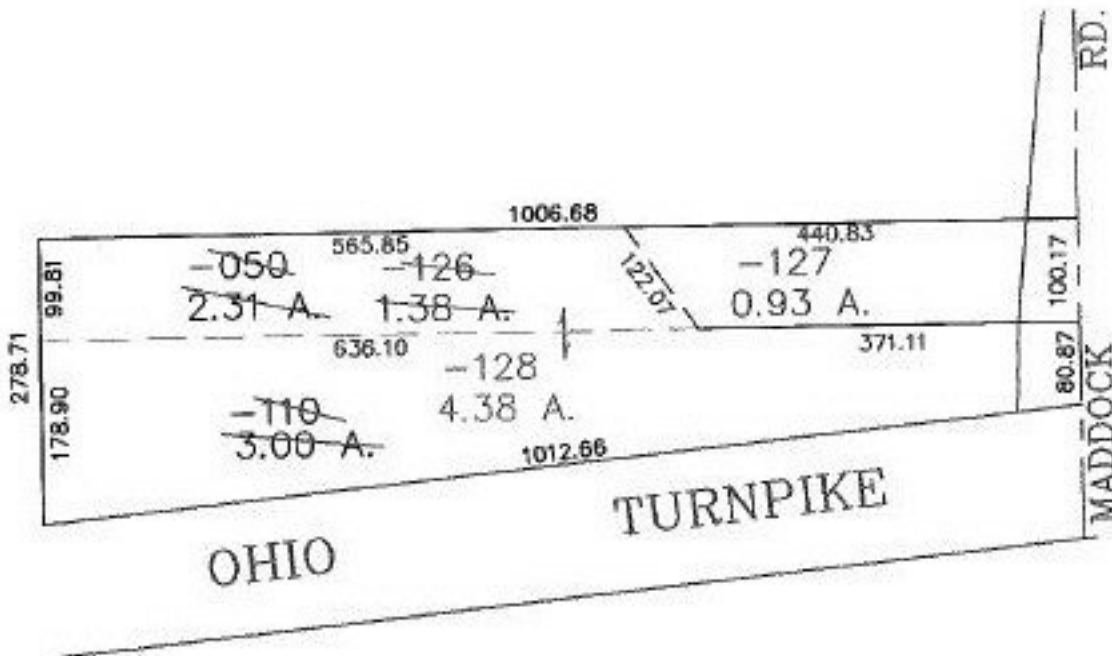 RD.
1006.68
565.85
440.83
-050
-126
-127
2.31 A.
1.38 A.
122.07
0.93 A.
99.81
100.17
278.71
636.10
371.11
-128
80.87
178.90
4.38 A.
-110
3.00 A.
1012.66
MADDOCK
OHIO TURNPIKE